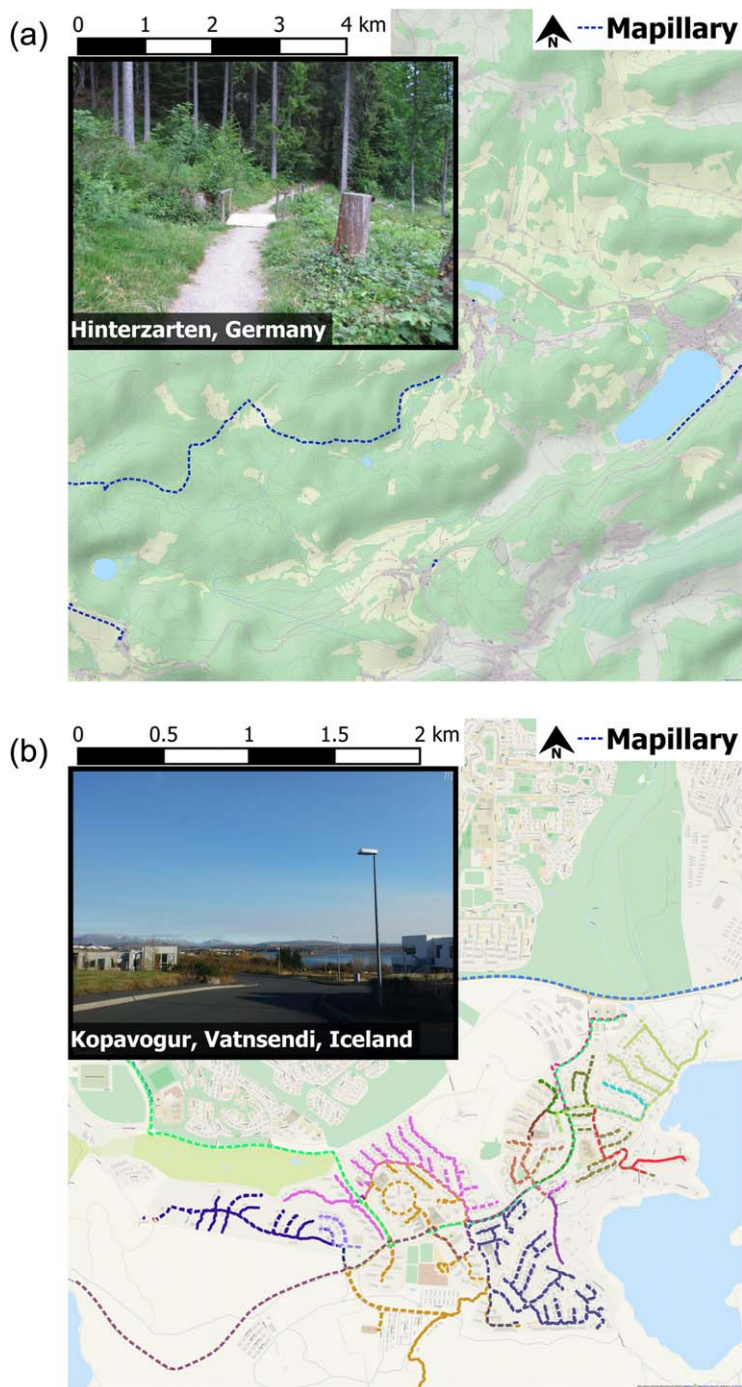 (a)
0 1 2 3 4 km
N
Mapillary
Hinterzarten, Germany
(b)
0 0.5 1 1.5 2 km
N
Mapillary
Kopavogur, Vatnsendi, Iceland